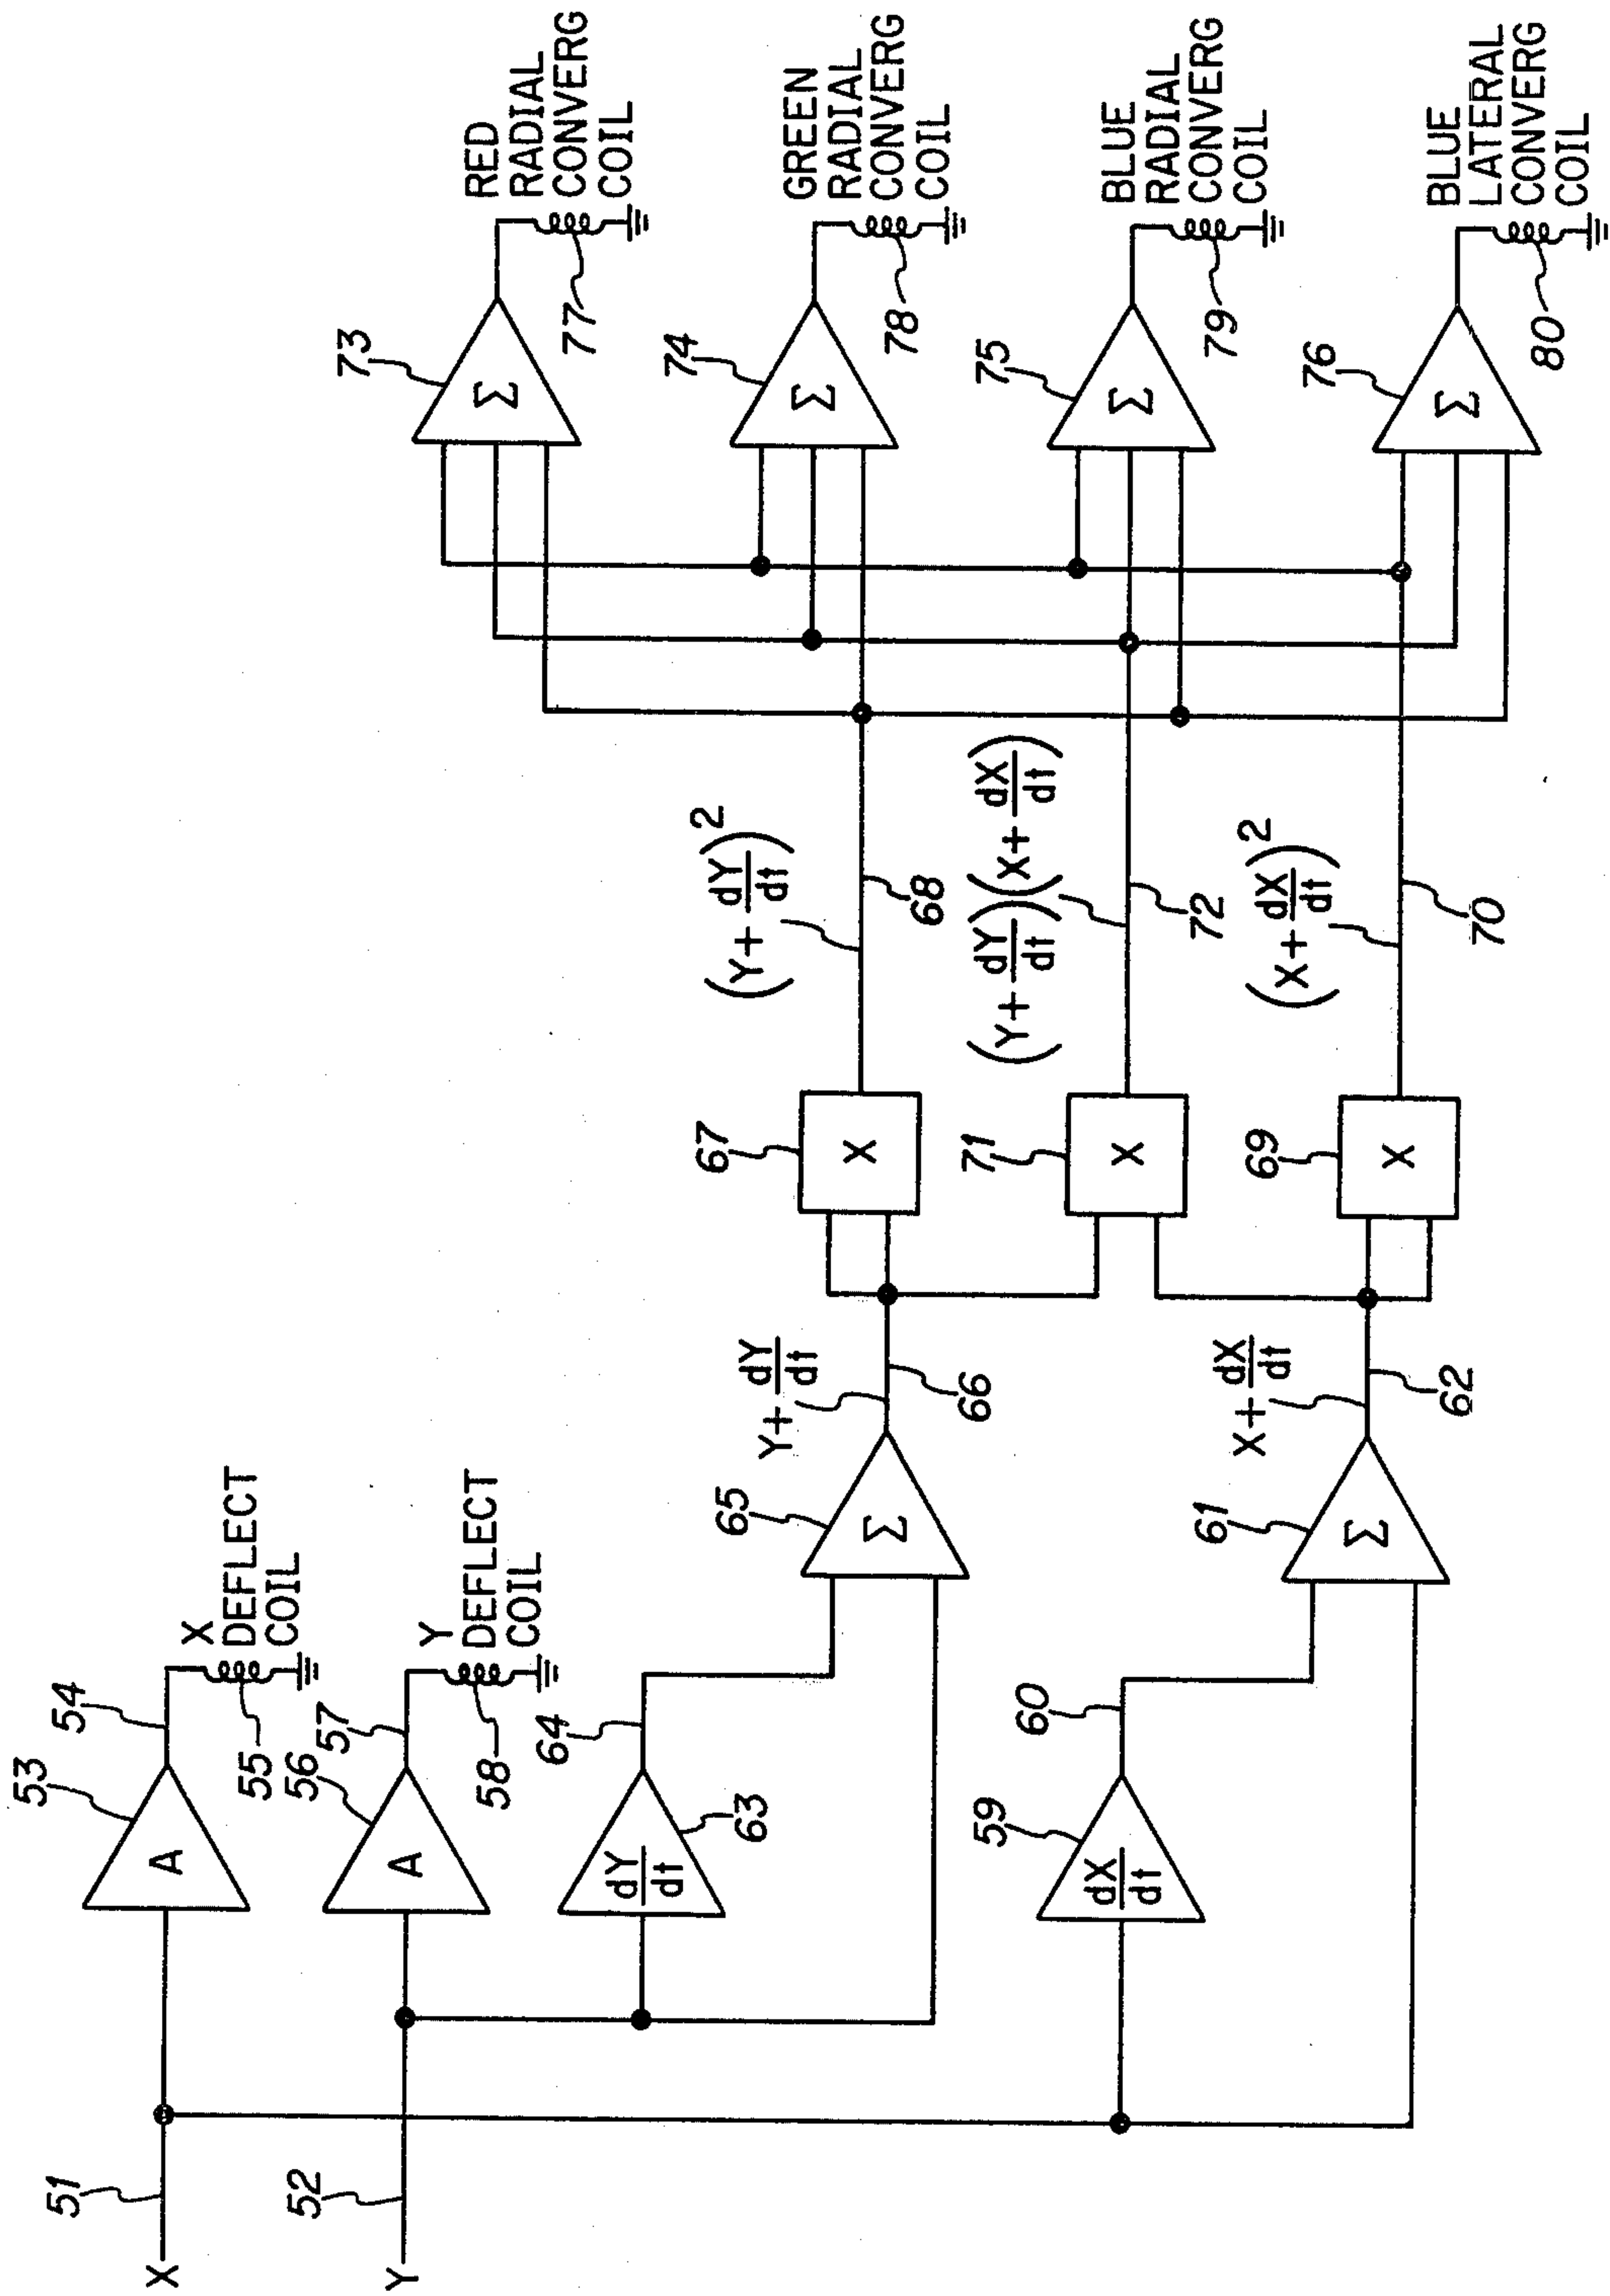 X
51
53
A
54
X
DEFLECT
COIL
55
Y
52
56
A
57
Y
DEFLECT
COIL
58
63
dY
dt
64
65
Σ
Y+ dY
dt
66
59
dX
dt
60
61
Σ
X+ dX
dt
62
67
X
(Y+ dY/dt)²
68
71
X
(Y+ dY/dt)(X+ dX/dt)
72
69
X
(X+ dX/dt)²
70
73
Σ
77
RED
RADIAL
CONVERG
COIL
74
Σ
78
GREEN
RADIAL
CONVERG
COIL
75
Σ
79
BLUE
RADIAL
CONVERG
COIL
76
Σ
80
BLUE
LATERAL
CONVERG
COIL